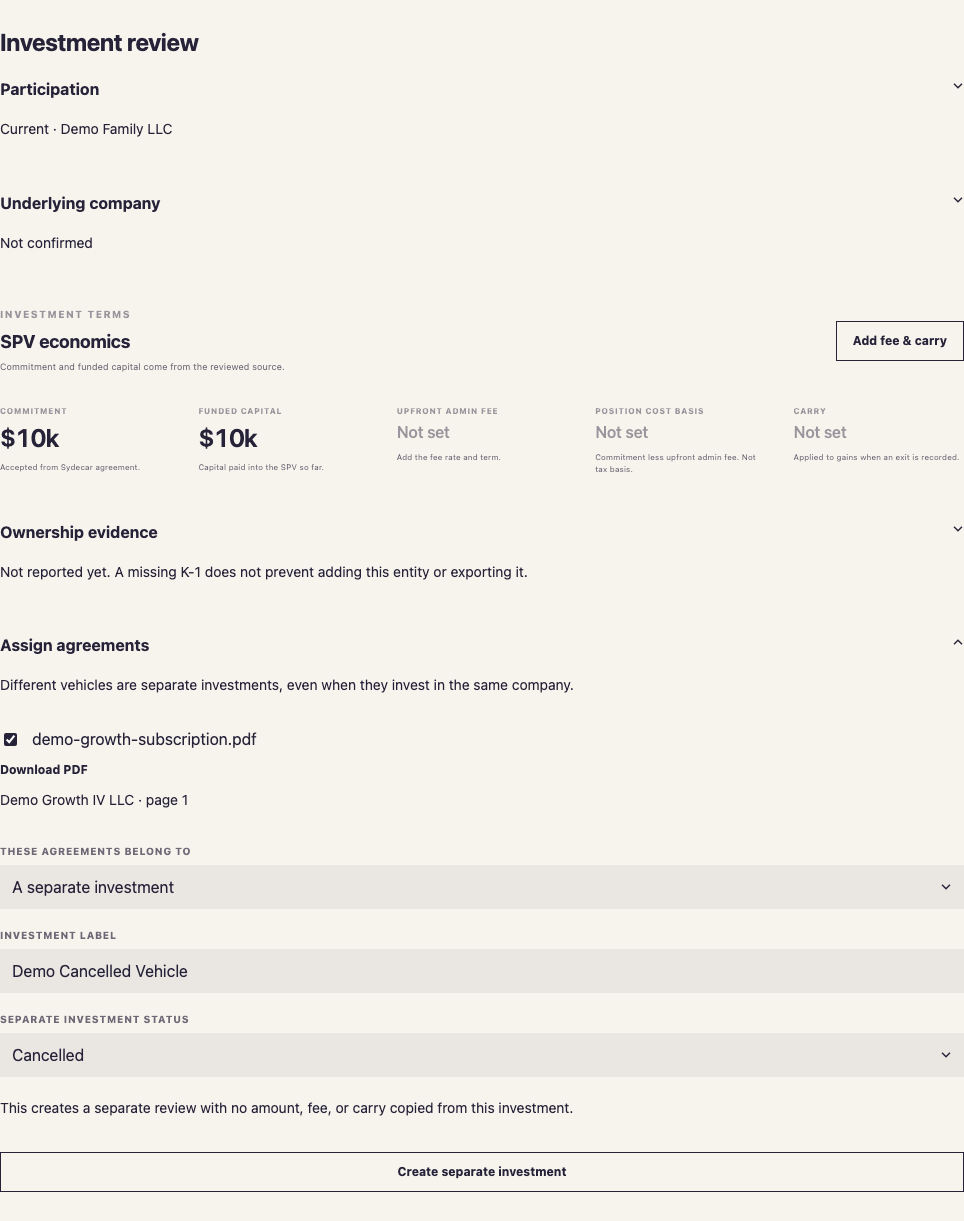 Investment review
Participation
Current · Demo Family LLC
Underlying company
Not confirmed
INVESTMENT TERMS
SPV economics
Add fee & carry
Commitment and funded capital come from the reviewed source.
COMMITMENT
$10k
Accepted from Sydecar agreement.
FUNDED CAPITAL
$10k
Capital paid into the SPV so far.
UPFRONT ADMIN FEE
Not set
Add the fee rate and term.
POSITION COST BASIS
Not set
Commitment less upfront admin fee. Not
tax basis.
CARRY
Not set
Applied to gains when an exit is recorded.
Ownership evidence
Not reported yet. A missing K-1 does not prevent adding this entity or exporting it.
Assign agreements
Different vehicles are separate investments, even when they invest in the same company.
demo-growth-subscription.pdf
Download PDF
Demo Growth IV LLC · page 1
THESE AGREEMENTS BELONG TO
A separate investment
INVESTMENT LABEL
Demo Cancelled Vehicle
SEPARATE INVESTMENT STATUS
Cancelled
This creates a separate review with no amount, fee, or carry copied from this investment.
Create separate investment